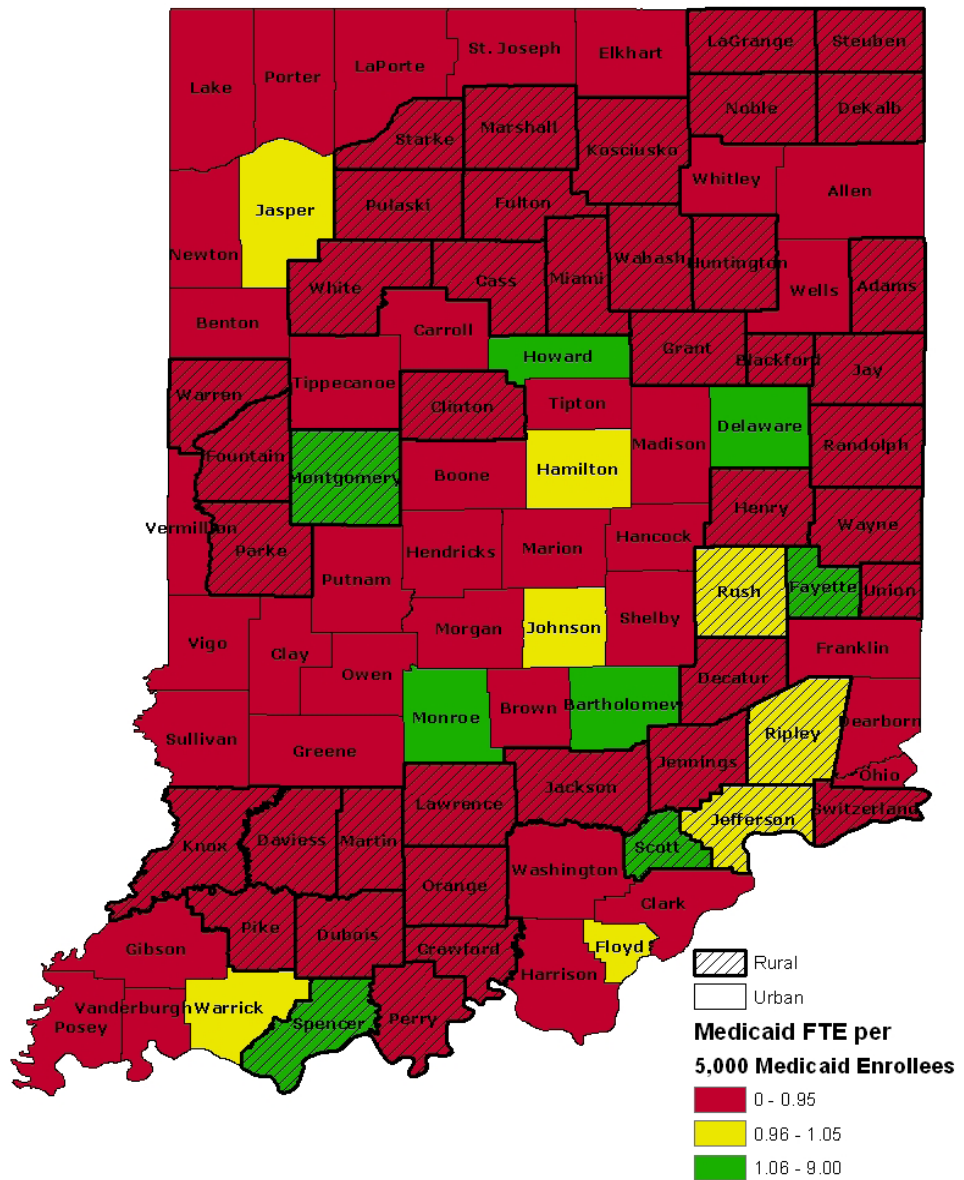 St. Joseph
Elkhart
LaGrange
Steuben
LaPorte
Porter
Lake
Noble
DeKalb
Marshall
Starke
Kosciusko
Whitley
Allen
Jasper
Pulaski
Fulton
Newton
Wabash
Huntington
Miami
Cass
White
Wells
Adams
Benton
Carroll
Howard
Grant
Blackford
Jay
Tippecanoe
Warren
Clinton
Tipton
Delaware
Madison
Randolph
Fountain
Montgomery
Boone
Hamilton
Henry
Wayne
Vermillion
Parke
Hendricks
Marion
Hancock
Putnam
Rush
Fayette
Union
Morgan
Johnson
Shelby
Vigo
Clay
Owen
Franklin
Decatur
Monroe
Brown
Bartholomew
Dearborn
Ripley
Sullivan
Greene
Jennings
Ohio
Jackson
Lawrence
Switzerland
Jefferson
Knox
Daviess
Martin
Scott
Washington
Orange
Clark
Pike
Dubois
Crawford
Floyd
Gibson
Harrison
Vanderburgh
Warrick
Posey
Spencer
Perry
Rural
Urban
Medicaid FTE per
5,000 Medicaid Enrollees
0 - 0.95
0.96 - 1.05
1.06 - 9.00